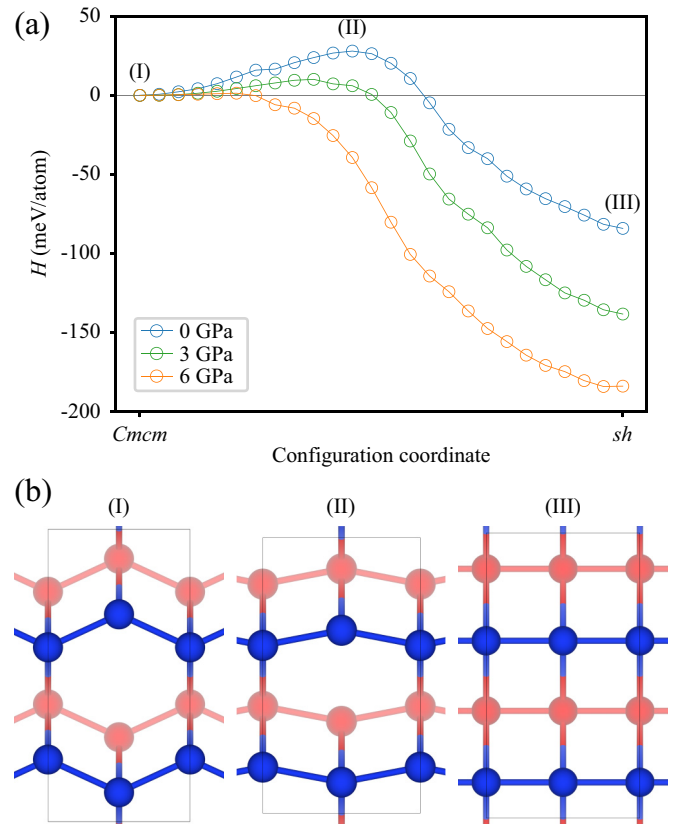 (a)
50
0
-50
-100
-150
-200
H (meV/atom)
(I)
(II)
(III)
0 GPa
3 GPa
6 GPa
Cmcm
sh
Configuration coordinate
(b)
(I)
(II)
(III)